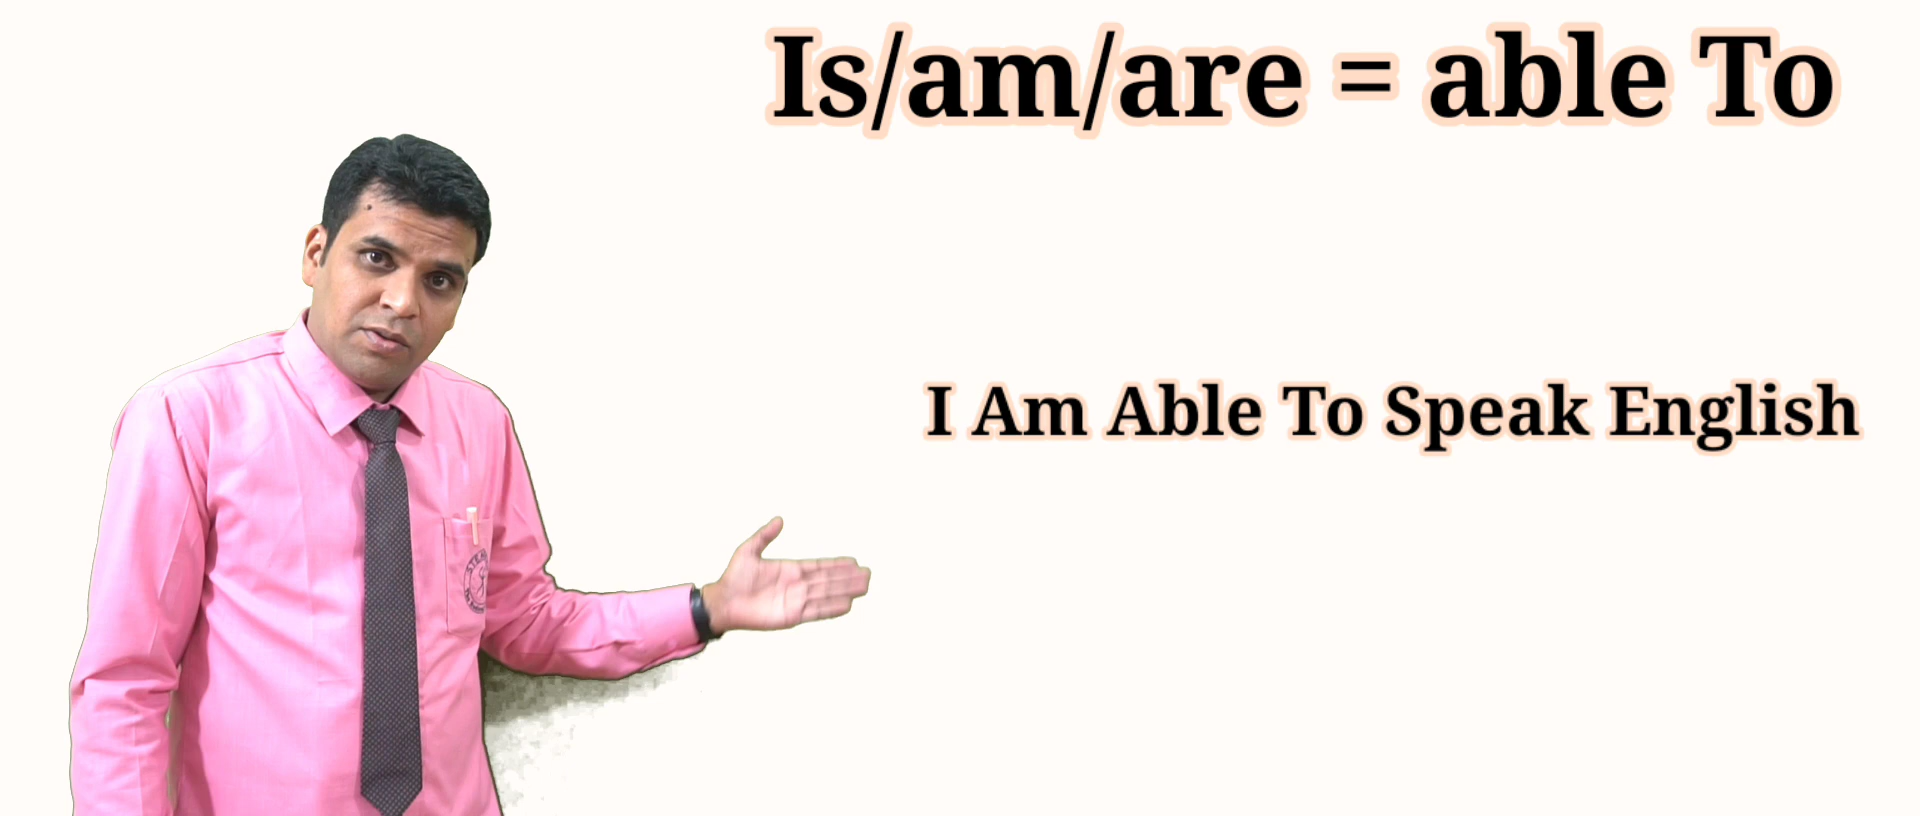 Is/am/are = able To
I Am Able To Speak English